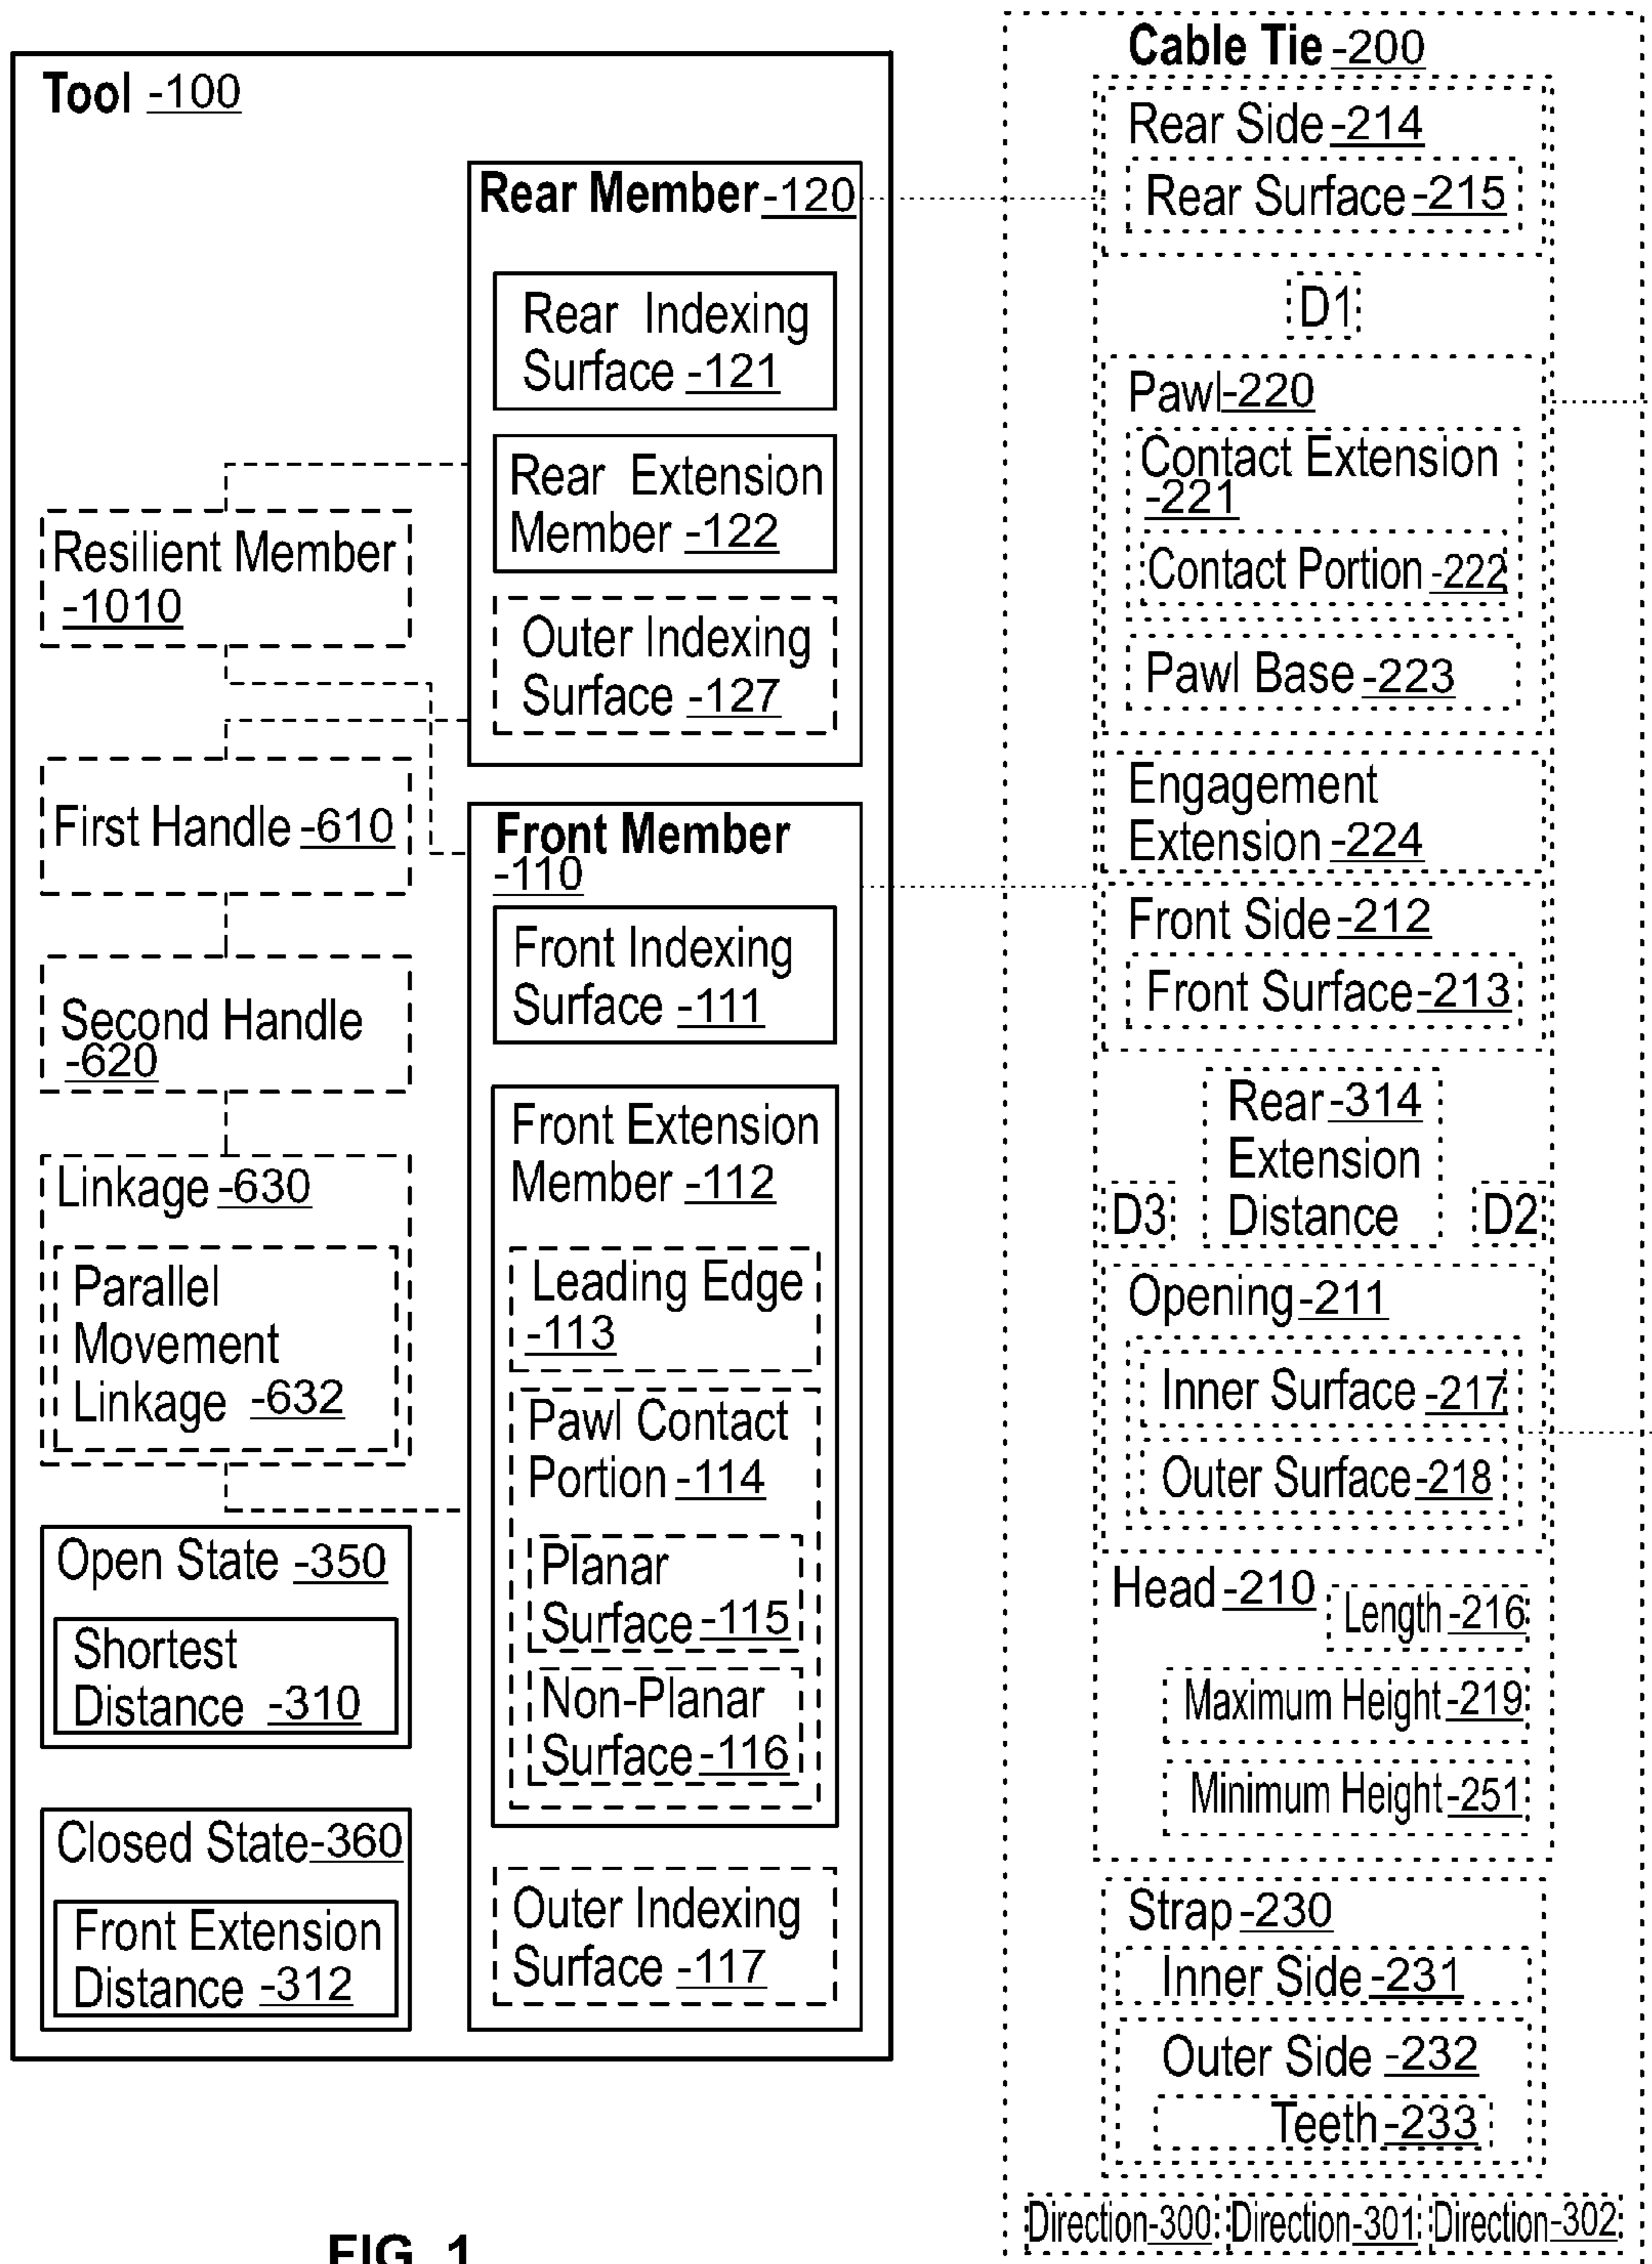 Tool -100
Rear Member -120
Rear Indexing
Surface -121
Rear Extension
Member -122
Outer Indexing
Surface -127
Resilient Member
-1010
First Handle -610
Second Handle
-620
Linkage -630
Parallel
Movement
Linkage -632
Open State -350
Shortest
Distance -310
Closed State-360
Front Extension
Distance -312
Front Member
-110
Front Indexing
Surface -111
Front Extension
Member -112
Leading Edge
-113
Pawl Contact
Portion -114
Planar
Surface -115
Non-Planar
Surface -116
Outer Indexing
Surface -117
Cable Tie -200
Rear Side -214
Rear Surface -215
D1
Pawl-220
Contact Extension
-221
Contact Portion -222
Pawl Base -223
Engagement
Extension -224
Front Side -212
Front Surface -213
Rear -314
Extension
Distance
D3
D2
Opening -211
Inner Surface -217
Outer Surface -218
Head -210
Length -216
Maximum Height -219
Minimum Height -251
Strap -230
Inner Side -231
Outer Side -232
Teeth -233
Direction-300
Direction-301
Direction-302
FIG. 1